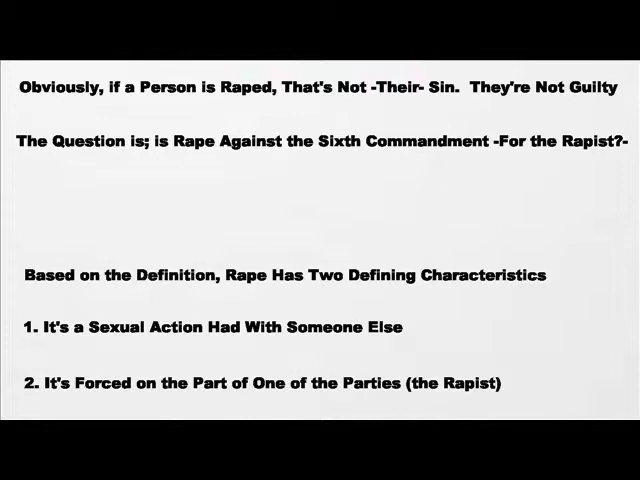 Obviously, if a Person is Raped, That's Not -Their- Sin. They're Not Guilty
The Question is; is Rape Against the Sixth Commandment -For the Rapist?-
Based on the Definition, Rape Has Two Defining Characteristics
1. It's a Sexual Action Had With Someone Else
2. It's Forced on the Part of One of the Parties (the Rapist)